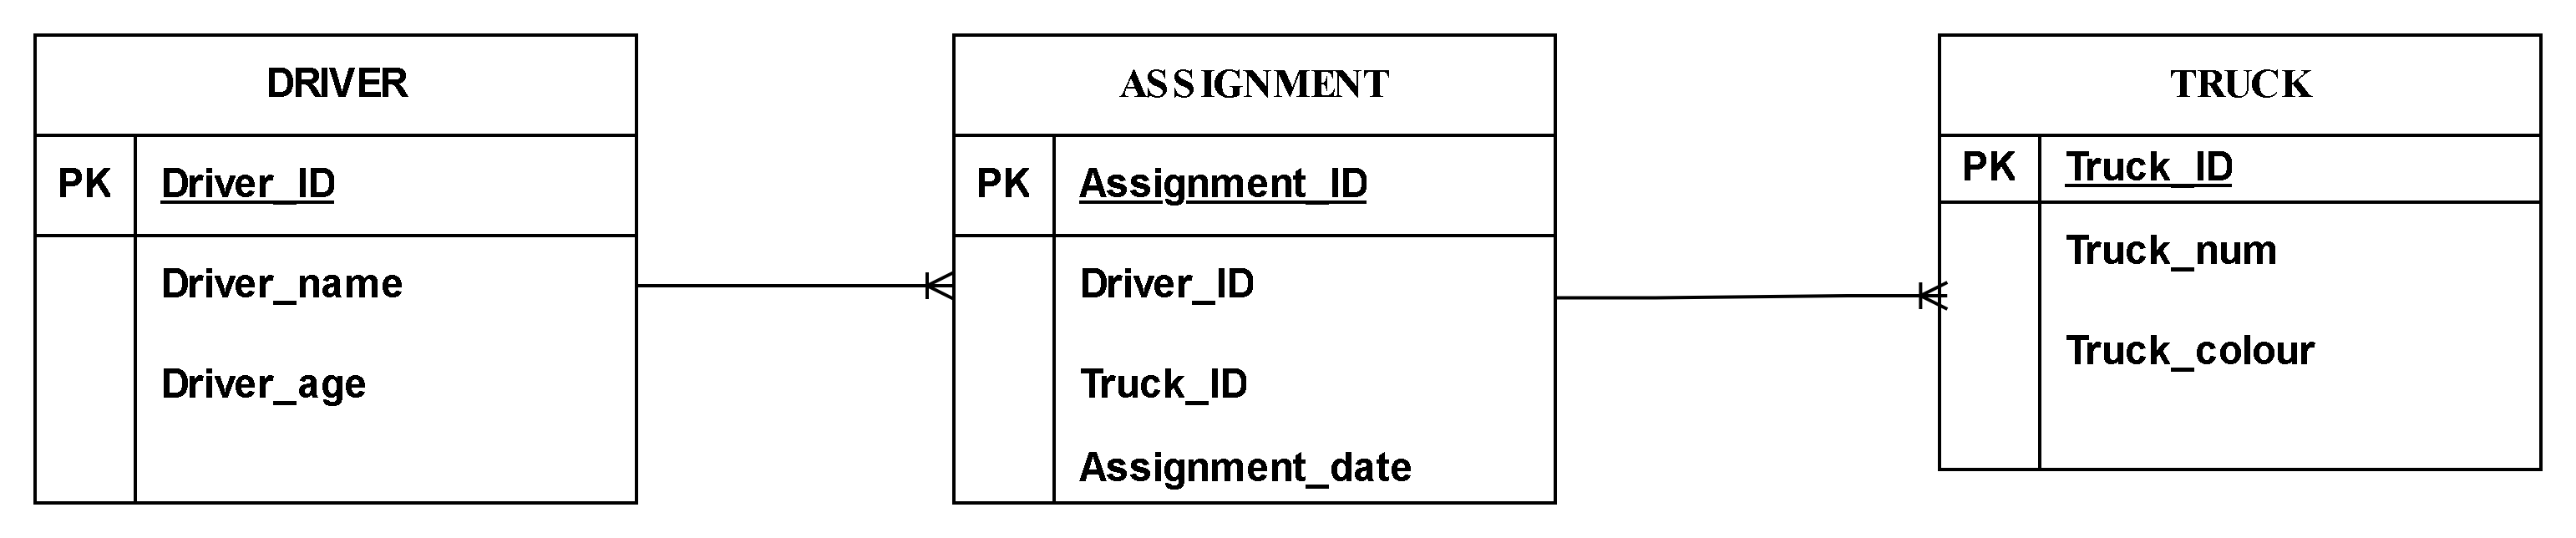 DRIVER
PK Driver_ID
Driver_name
Driver_age
ASSIGNMENT
PK Assignment_ID
Driver_ID
Truck_ID
Assignment_date
TRUCK
PK Truck_ID
Truck_num
Truck_colour